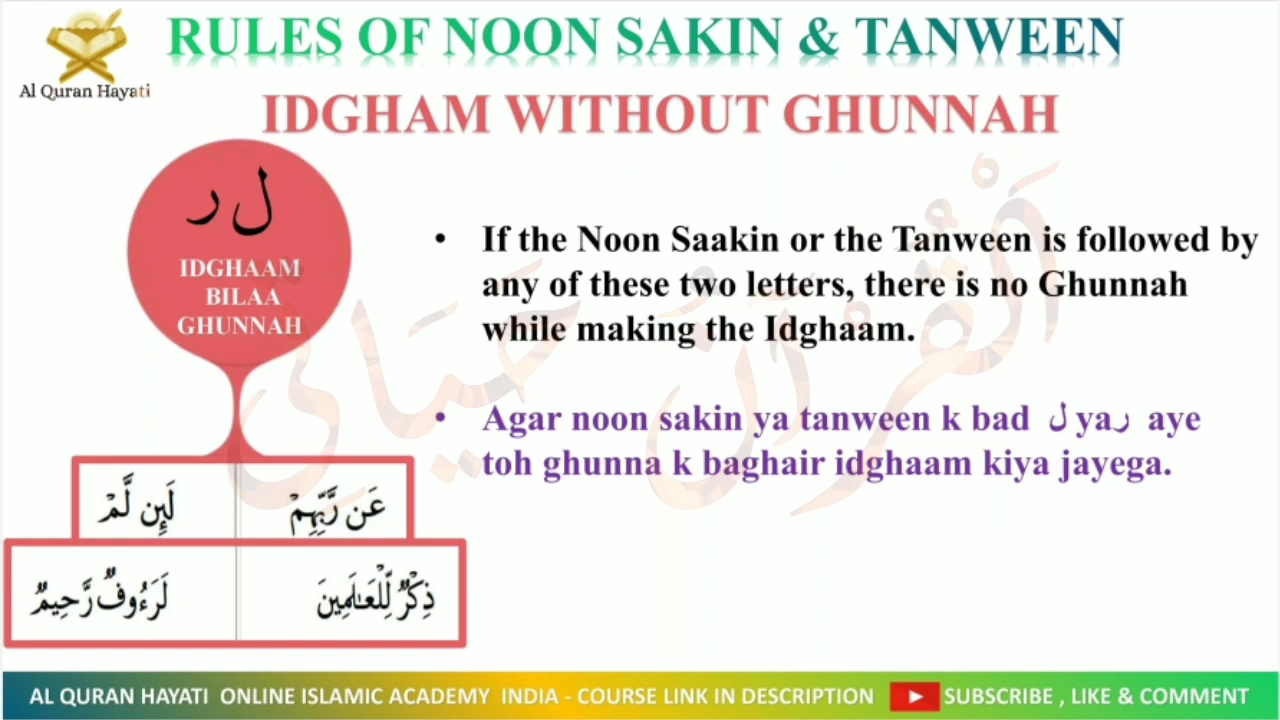 RULES OF NOON SAKIN & TANWEEN
Al Quran Hayati
IDGHAM WITHOUT GHUNNAH
ل ر
IDGHAAM
BILAA
GHUNNAH
• If the Noon Saakin or the Tanween is followed by
any of these two letters, there is no Ghunnah
while making the Idghaam.
• Agar noon sakin ya tanween k bad ل ya ر aye
toh ghunna k baghair idghaam kiya jayega.
القُرآن حَيَاتِي
عَن رَّبِّهِمْ لَئِن لَّمْ
ذِكْرٌ لِّلْعَـٰلَمِينَ لَرَءُوفٌ رَّحِيمٌ
AL QURAN HAYATI ONLINE ISLAMIC ACADEMY INDIA - COURSE LINK IN DESCRIPTION SUBSCRIBE , LIKE & COMMENT